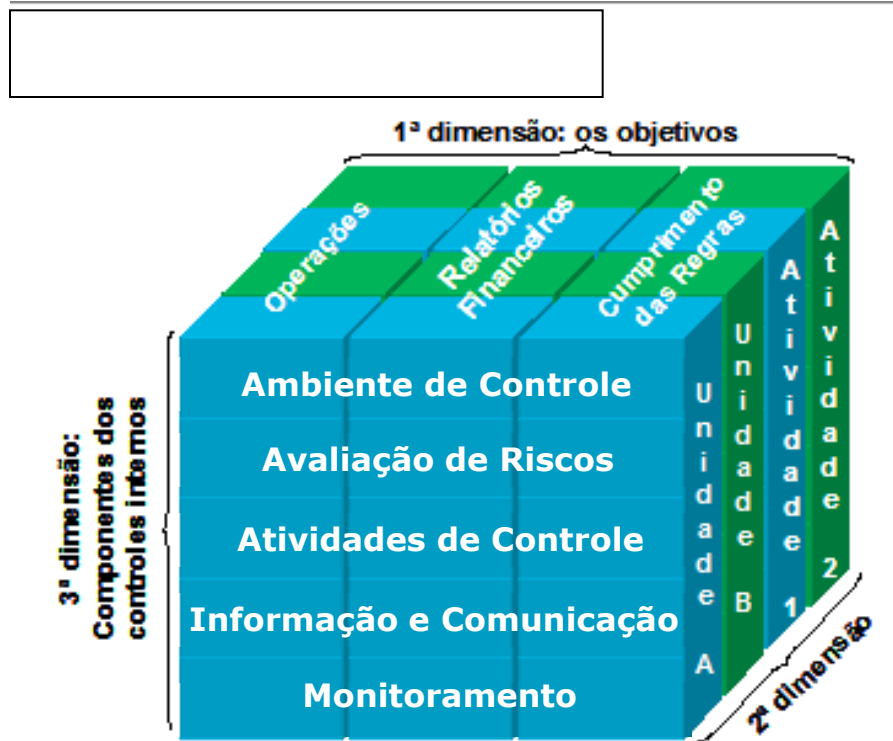 1ª dimensão: os objetivos
Operações
Relatórios
Financeiros
Cumprimento
das Regras
3ª dimensão:
Componentes dos
controles internos
Ambiente de Controle
Avaliação de Riscos
Atividades de Controle
Informação e Comunicação
Monitoramento
Unidade A
Unidade B
Atividade 1
Atividade 2
2ª dimensão